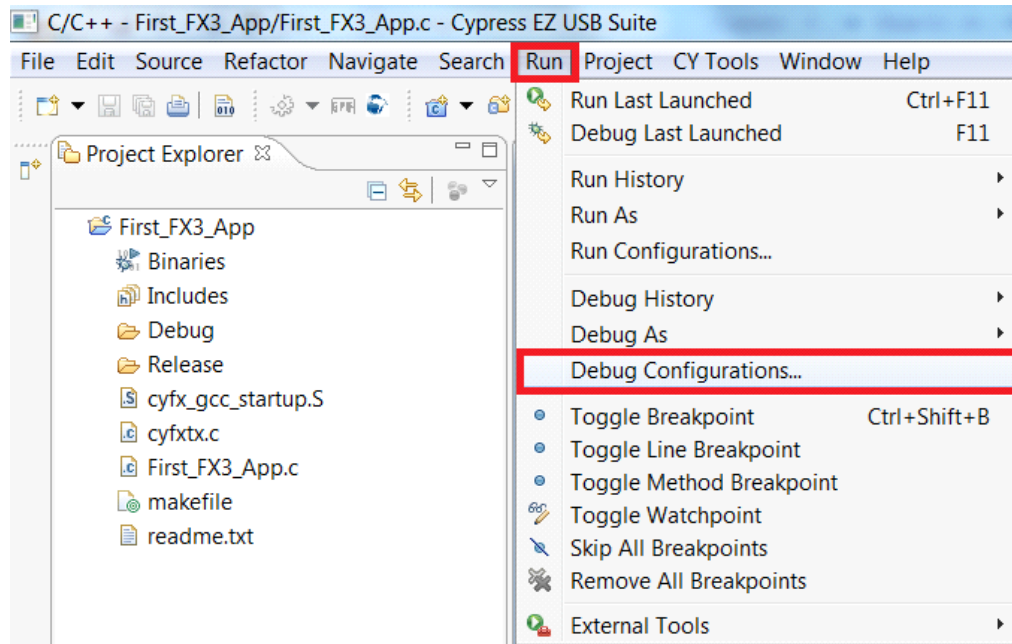 C/C++ - First_FX3_App/First_FX3_App.c - Cypress EZ USB Suite
File Edit Source Refactor Navigate Search Run Project CY Tools Window Help
Project Explorer
First_FX3_App
Binaries
Includes
Debug
Release
cyfx_gcc_startup.S
cyfxtx.c
First_FX3_App.c
makefile
readme.txt
Run Last Launched Ctrl+F11
Debug Last Launched F11
Run History
Run As
Run Configurations...
Debug History
Debug As
Debug Configurations...
Toggle Breakpoint Ctrl+Shift+B
Toggle Line Breakpoint
Toggle Method Breakpoint
Toggle Watchpoint
Skip All Breakpoints
Remove All Breakpoints
External Tools